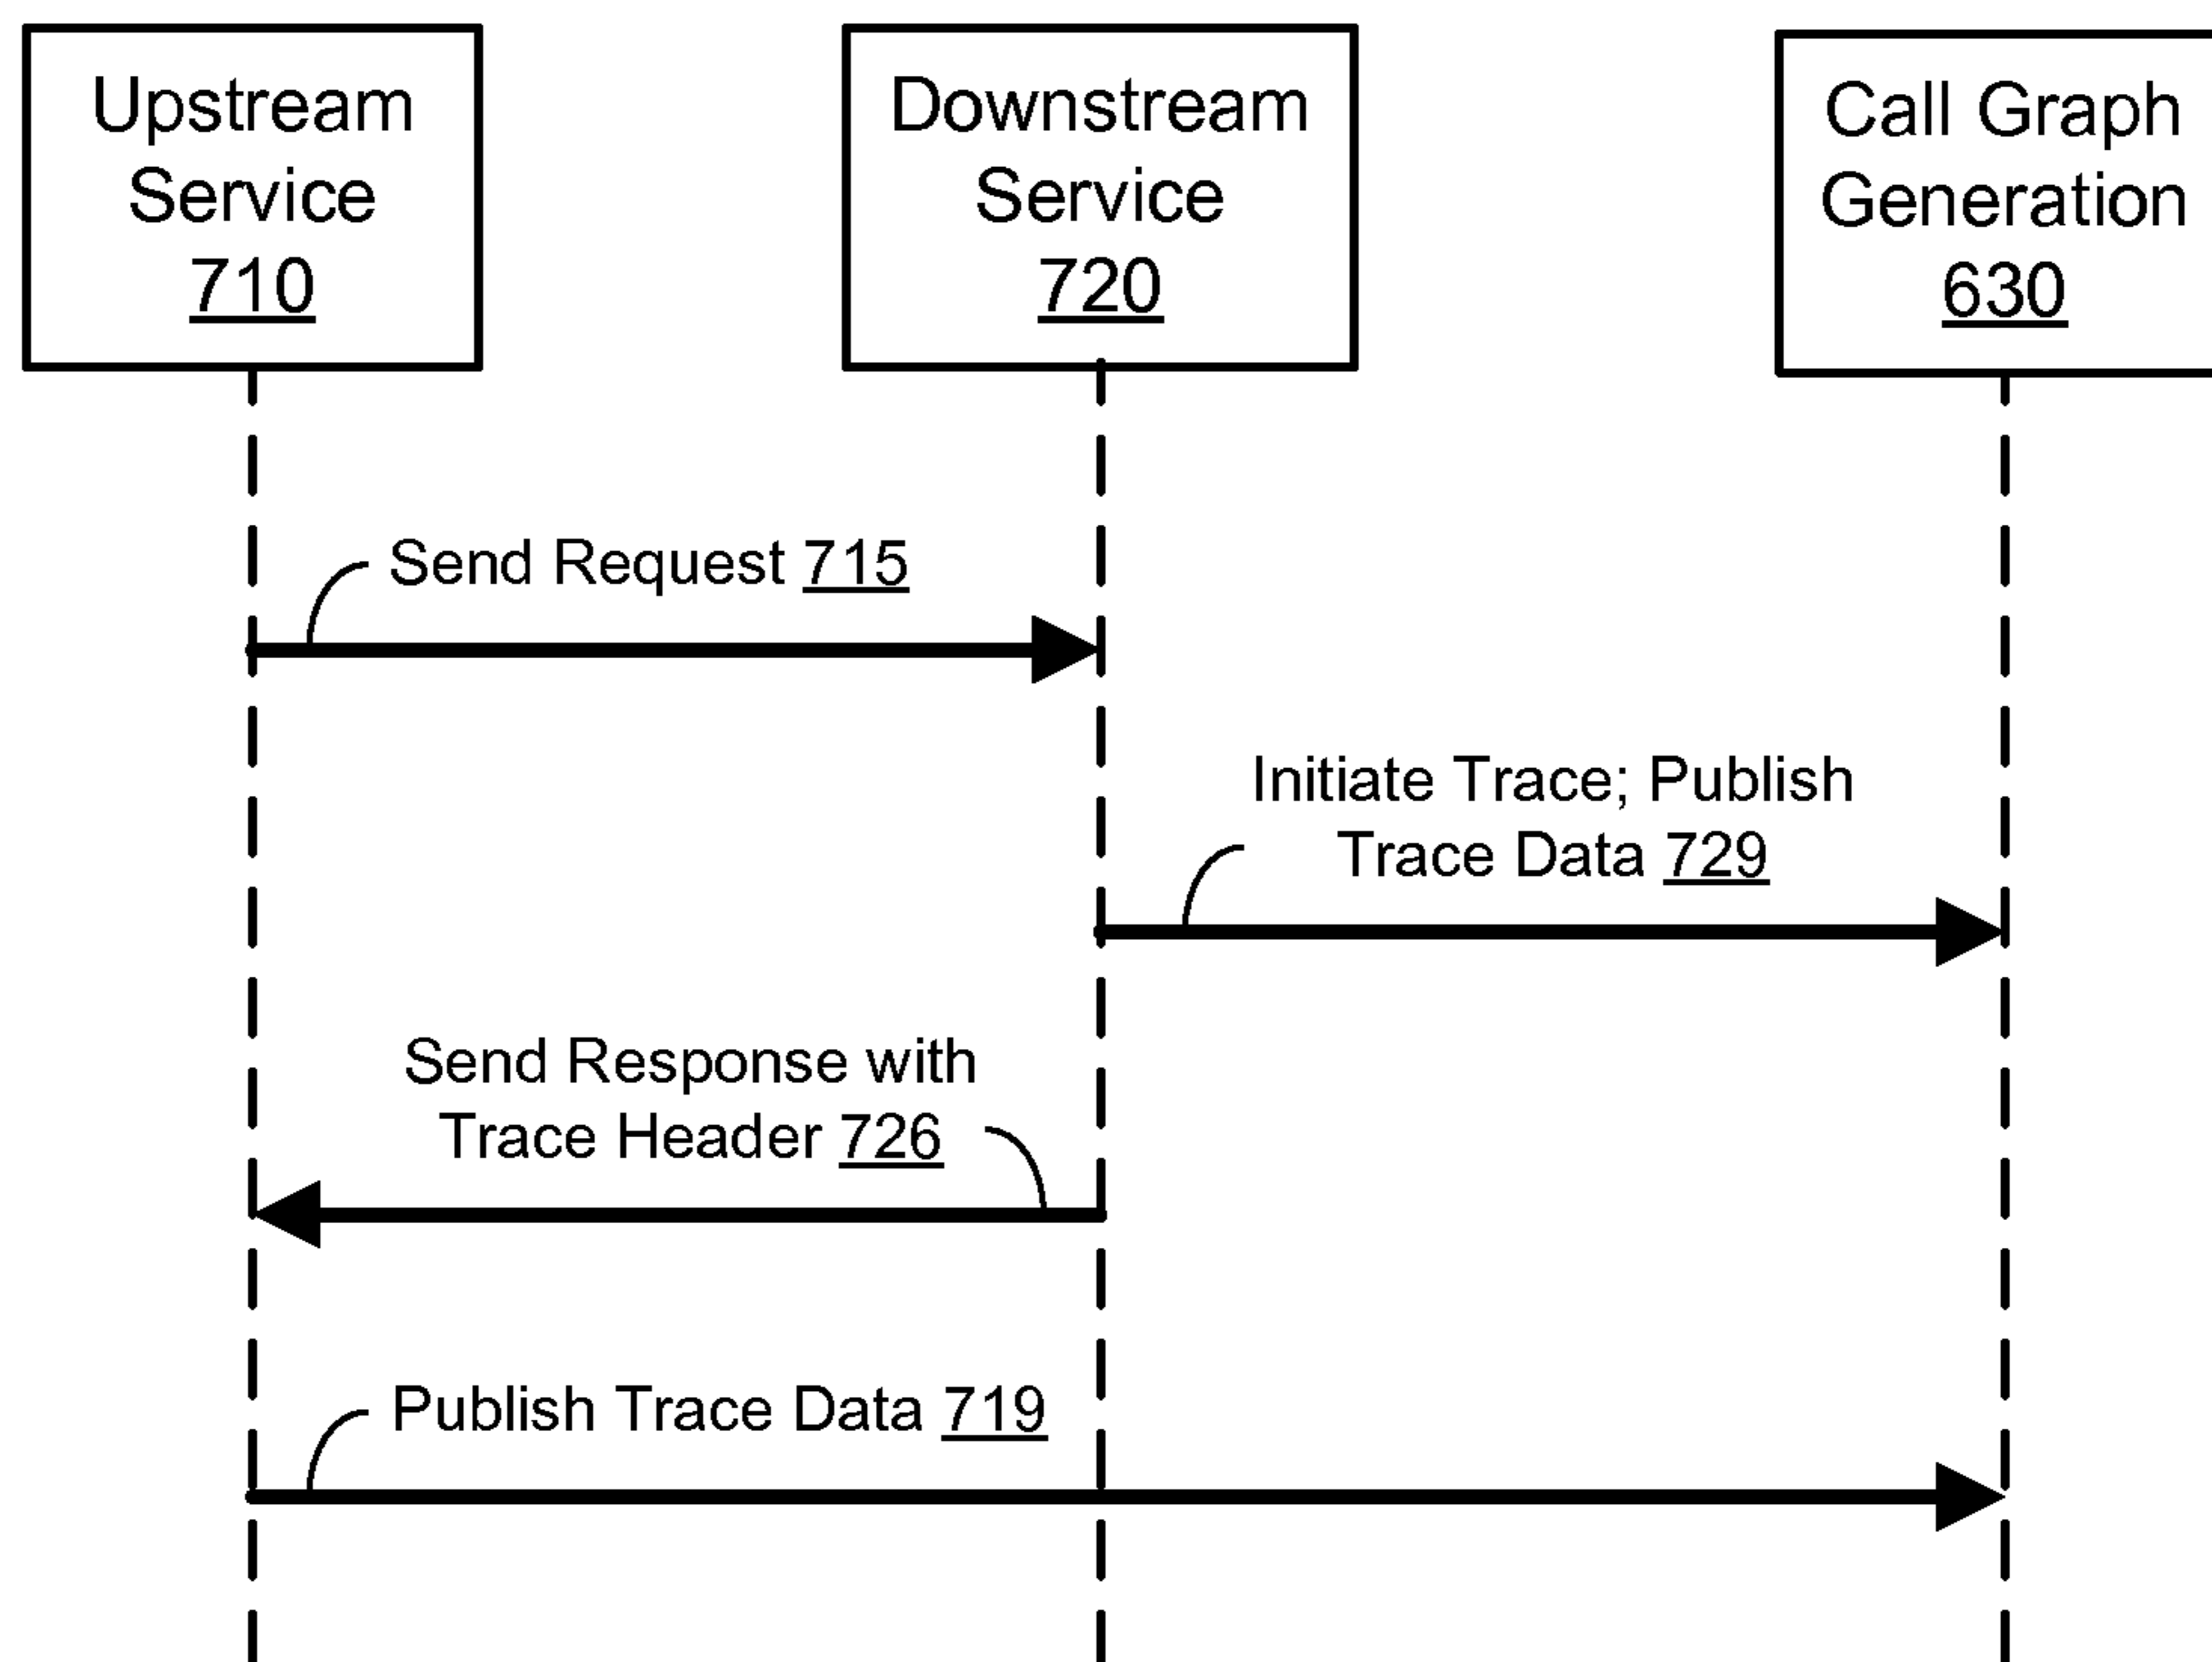 Upstream
Service
710
Downstream
Service
720
Call Graph
Generation
630
Send Request 715
Initiate Trace; Publish
Trace Data 729
Send Response with
Trace Header 726
Publish Trace Data 719